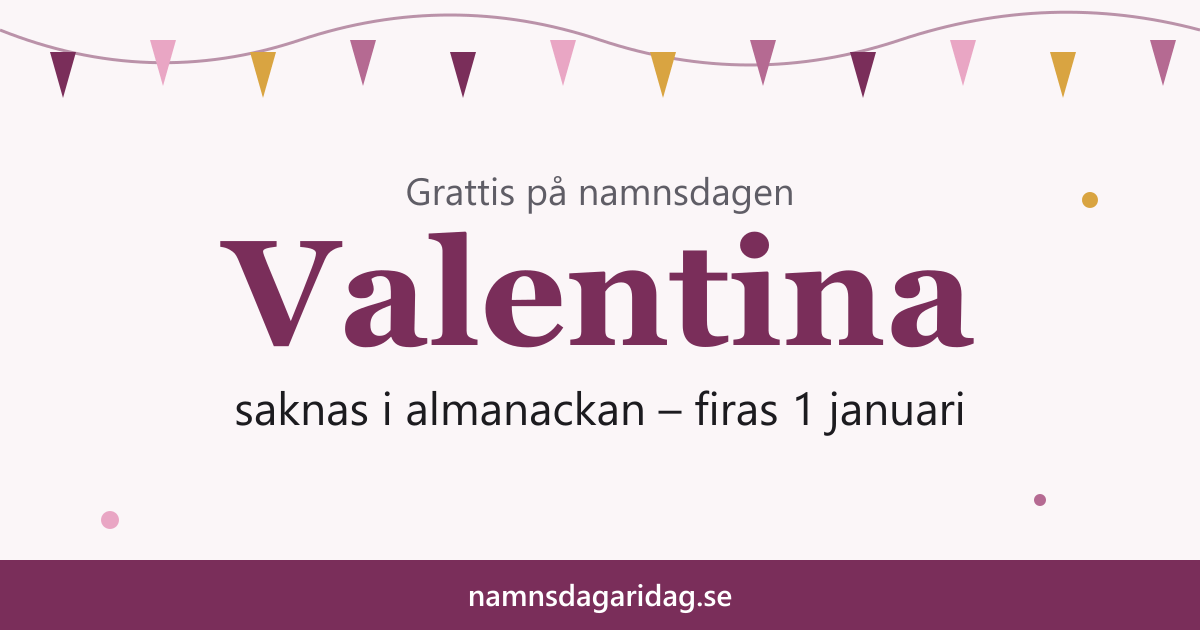 Grattis på namnsdagen
Valentina
saknas i almanackan – firas 1 januari
namnsdagaridag.se